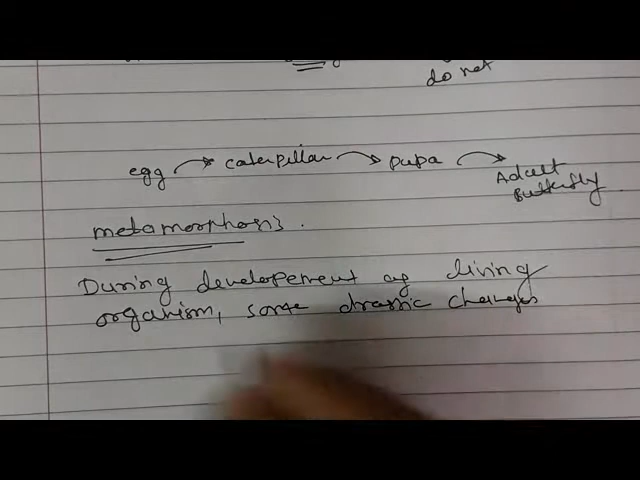 do not
egg → caterpillar → pupa → Adult
Butterfly.
metamorphosis.
During developement of living
organism, some drastic changes